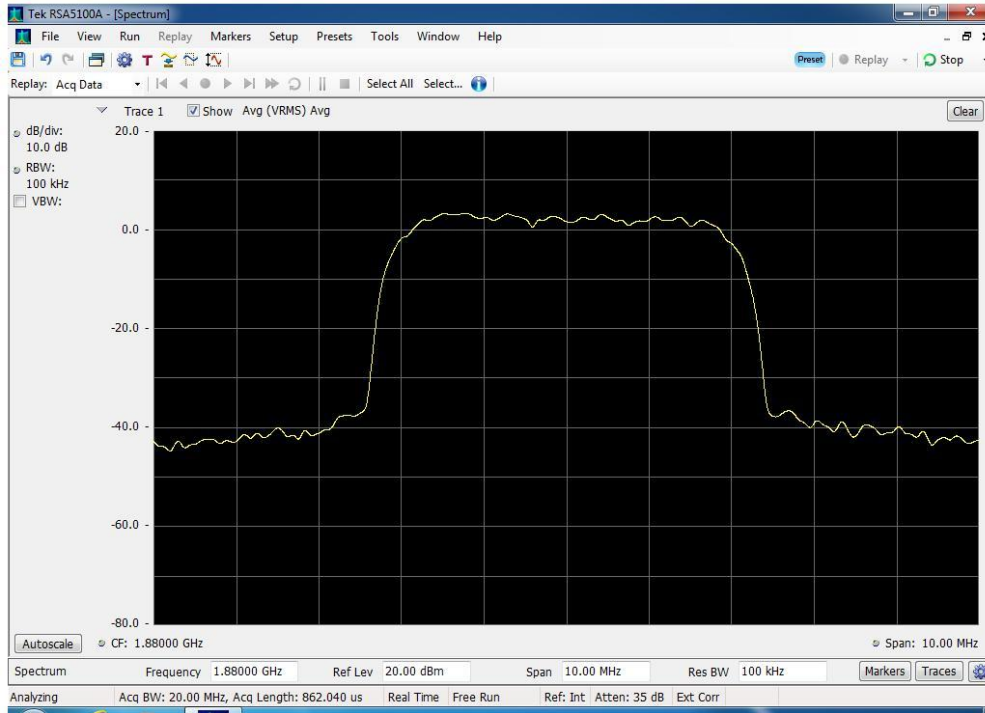 Tek RSA5100A - [Spectrum]
File View Run Replay Markers Setup Presets Tools Window Help
Preset Replay Stop
Replay: Acq Data Select All Select...
Trace 1 Show Avg (VRMS) Avg Clear
dB/div:
10.0 dB
RBW:
100 kHz
VBW:
20.0
0.0
-20.0
-40.0
-60.0
-80.0
Autoscale CF: 1.88000 GHz Span: 10.00 MHz
Spectrum Frequency 1.88000 GHz Ref Lev 20.00 dBm Span 10.00 MHz Res BW 100 kHz Markers Traces
Analyzing Acq BW: 20.00 MHz, Acq Length: 862.040 us Real Time Free Run Ref: Int Atten: 35 dB Ext Corr